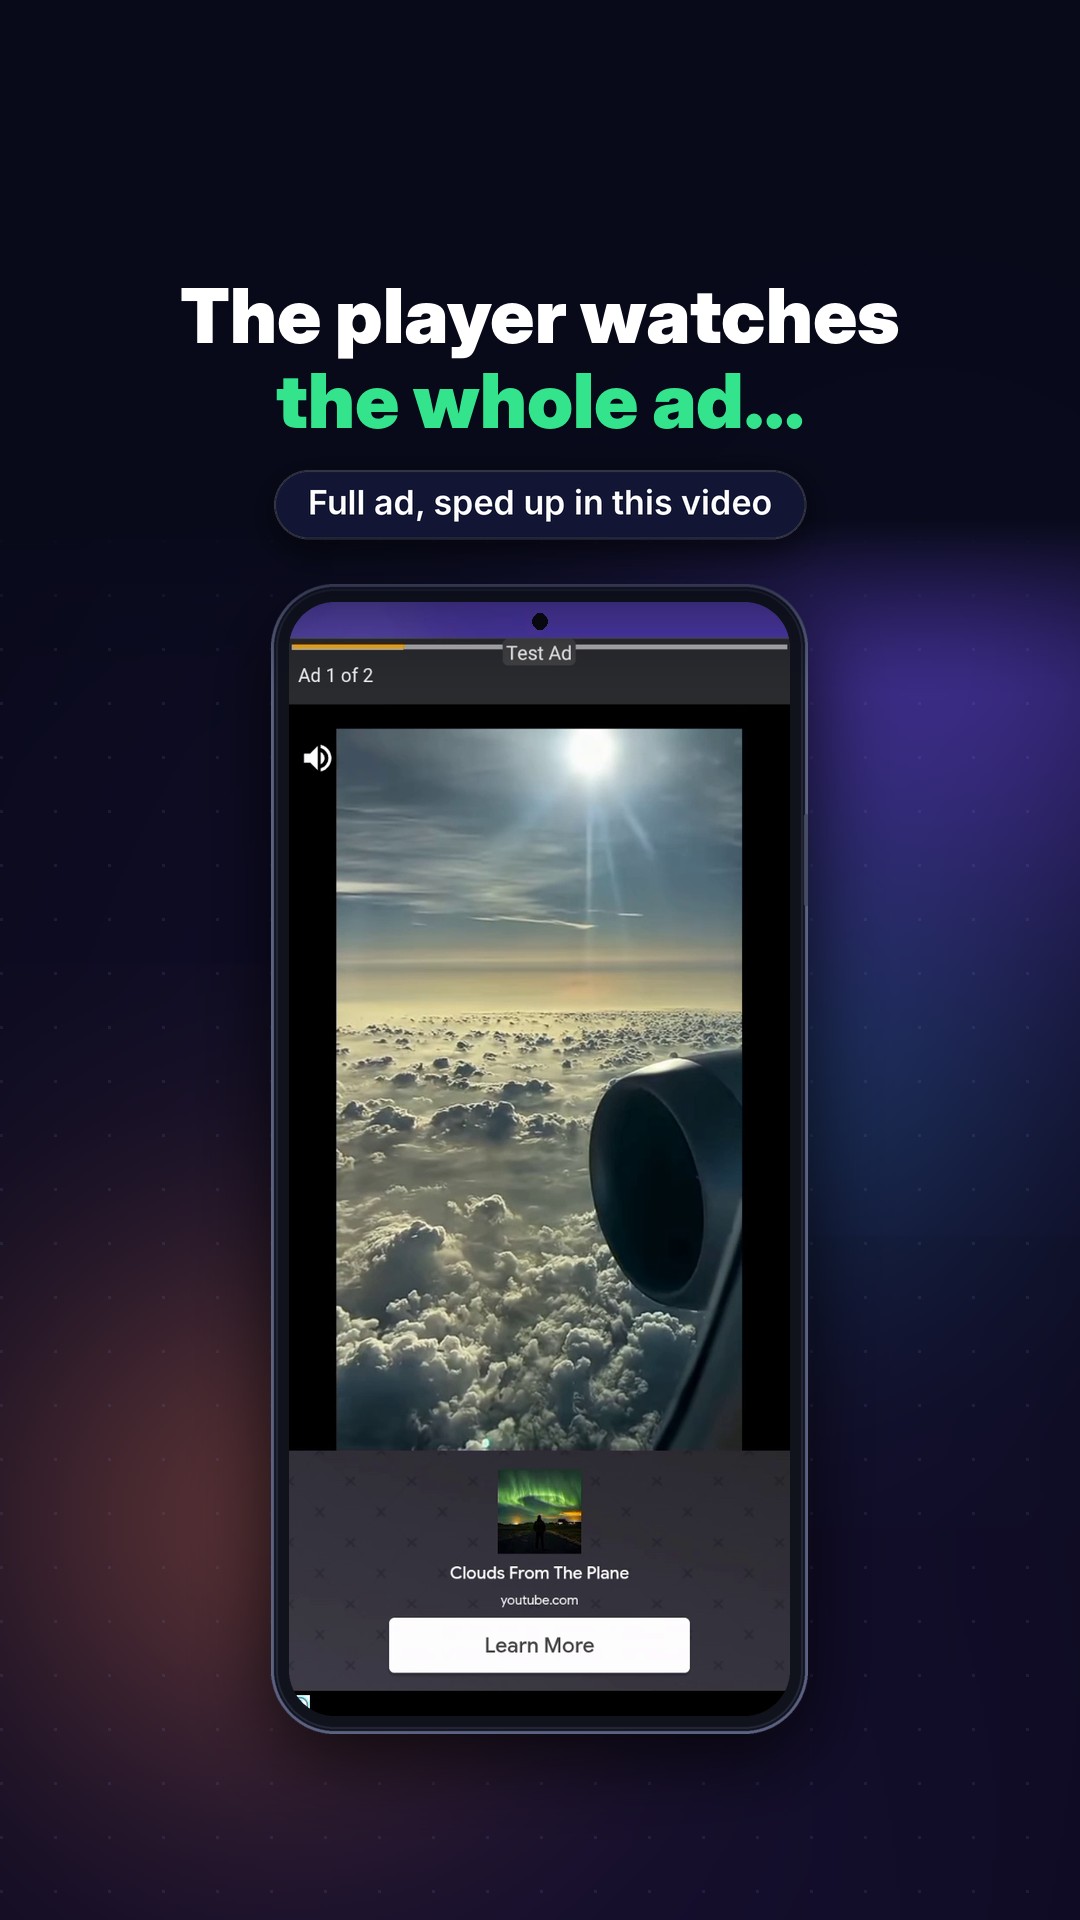 The player watches
the whole ad...
Full ad, sped up in this video
Test Ad
Ad 1 of 2
Clouds From The Plane
youtube.com
Learn More